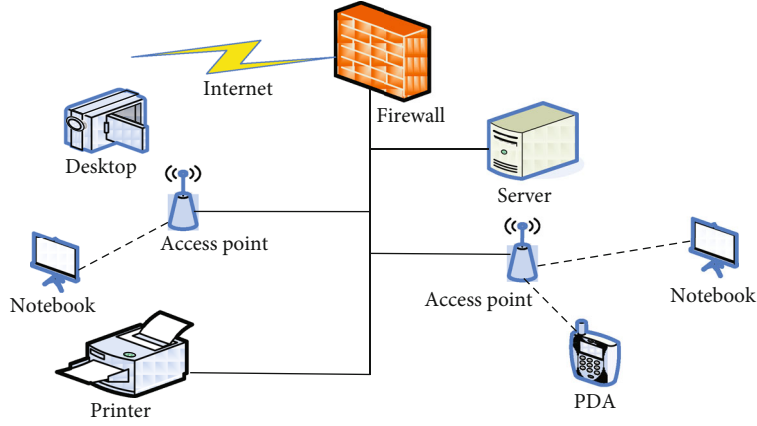 Internet
Firewall
Desktop
Server
Access point
Notebook
Access point
Notebook
Printer
PDA